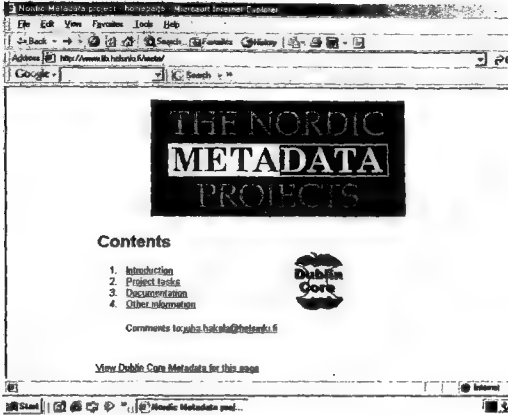 Nordic Metadata project - homepage - Microsoft Internet Explorer
File Edit View Favorites Tools Help
Back Search Favorites History
Address http://www.lib.helsinki.fi/meta/
Google Search
THE NORDIC
METADATA
PROJECTS
Contents
Dublin
Core
1. Introduction
2. Project tasks
3. Documentation
4. Other information
Comments to:juha.hakala@helsinki.fi
View Dublin Core Metadata for this page
Internet
Start Nordic Metadata proj...